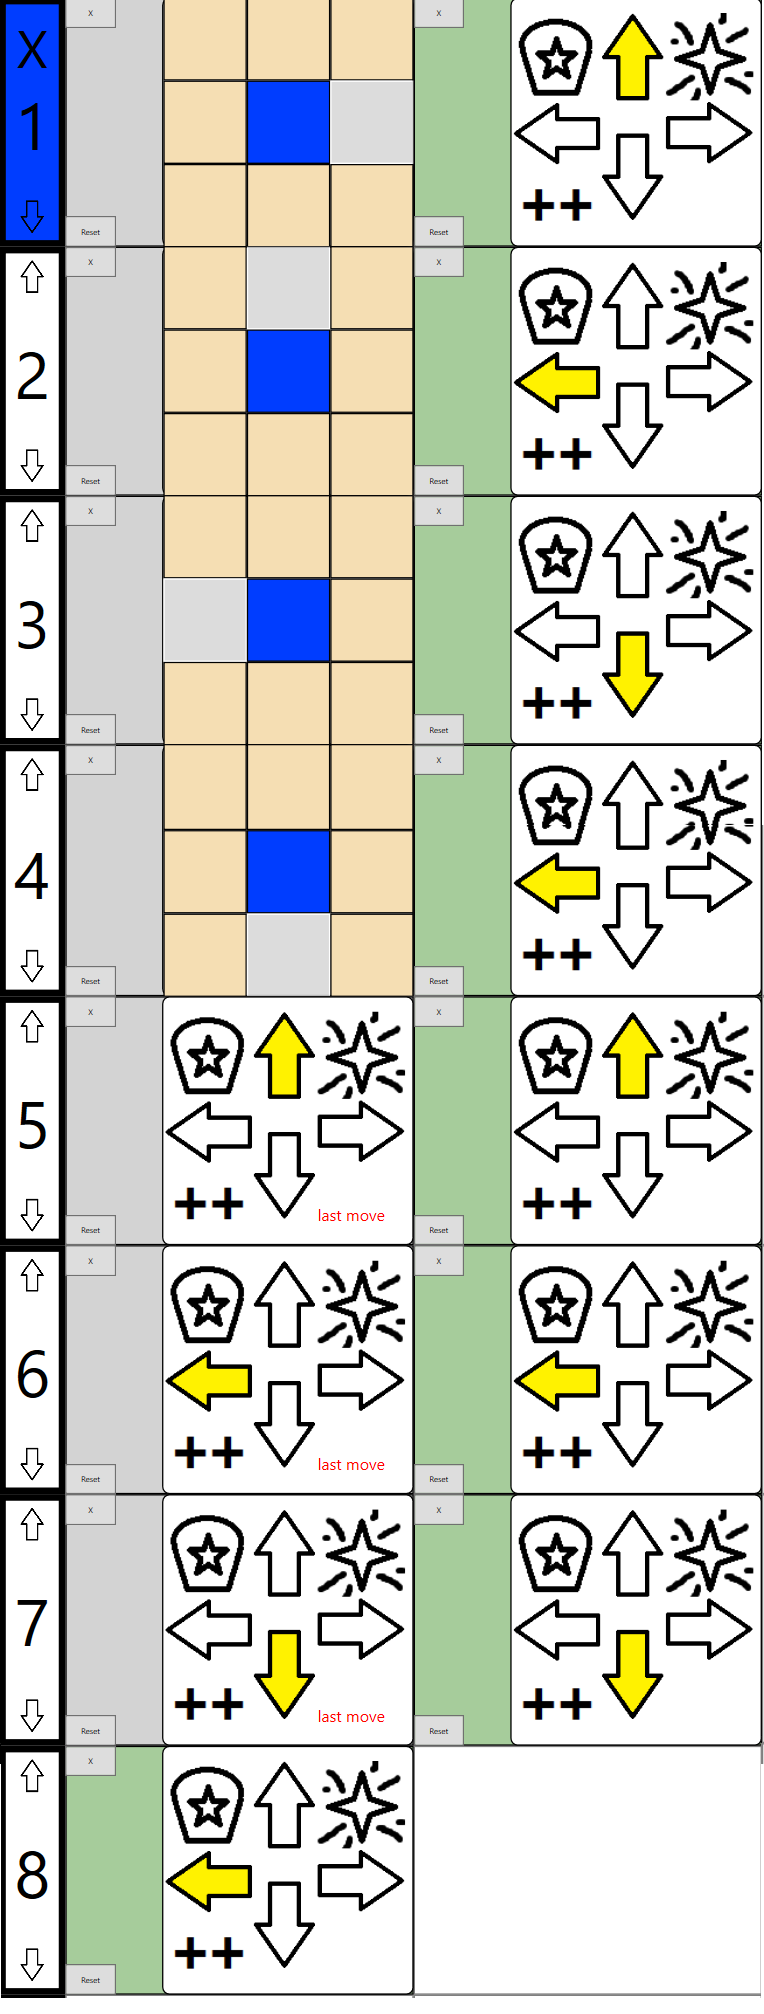 X
X
X
1
++
Reset
Reset
X
X
2
++
Reset
Reset
X
X
3
++
Reset
Reset
X
X
4
++
Reset
Reset
X
X
5
++
last move
++
Reset
Reset
X
X
6
++
last move
++
Reset
Reset
X
X
7
++
last move
++
Reset
Reset
X
8
++
Reset